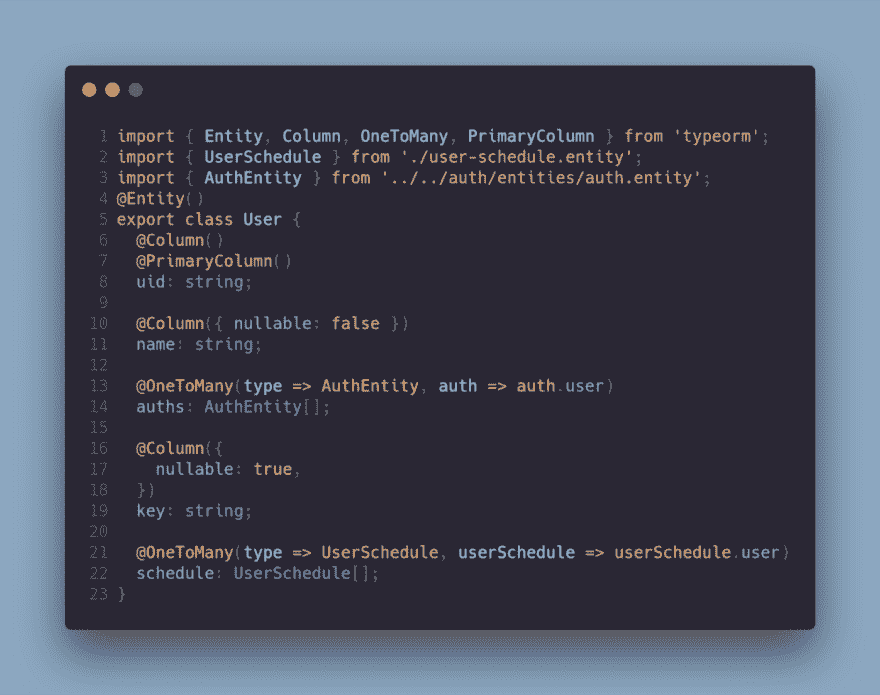 1 import { Entity, Column, OneToMany, PrimaryColumn } from 'typeorm';
2 import { UserSchedule } from './user-schedule.entity';
3 import { AuthEntity } from '../../auth/entities/auth.entity';
4 @Entity()
5 export class User {
6   @Column()
7   @PrimaryColumn()
8   uid: string;
9
10   @Column({ nullable: false })
11   name: string;
12
13   @OneToMany(type => AuthEntity, auth => auth.user)
14   auths: AuthEntity[];
15
16   @Column({
17     nullable: true,
18   })
19   key: string;
20
21   @OneToMany(type => UserSchedule, userSchedule => userSchedule.user)
22   schedule: UserSchedule[];
23 }